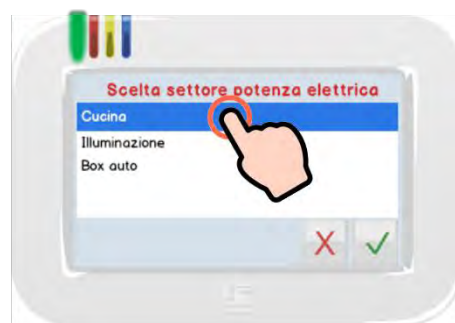 Scelta settore potenza elettrica
Cucina
Illuminazione
Box auto